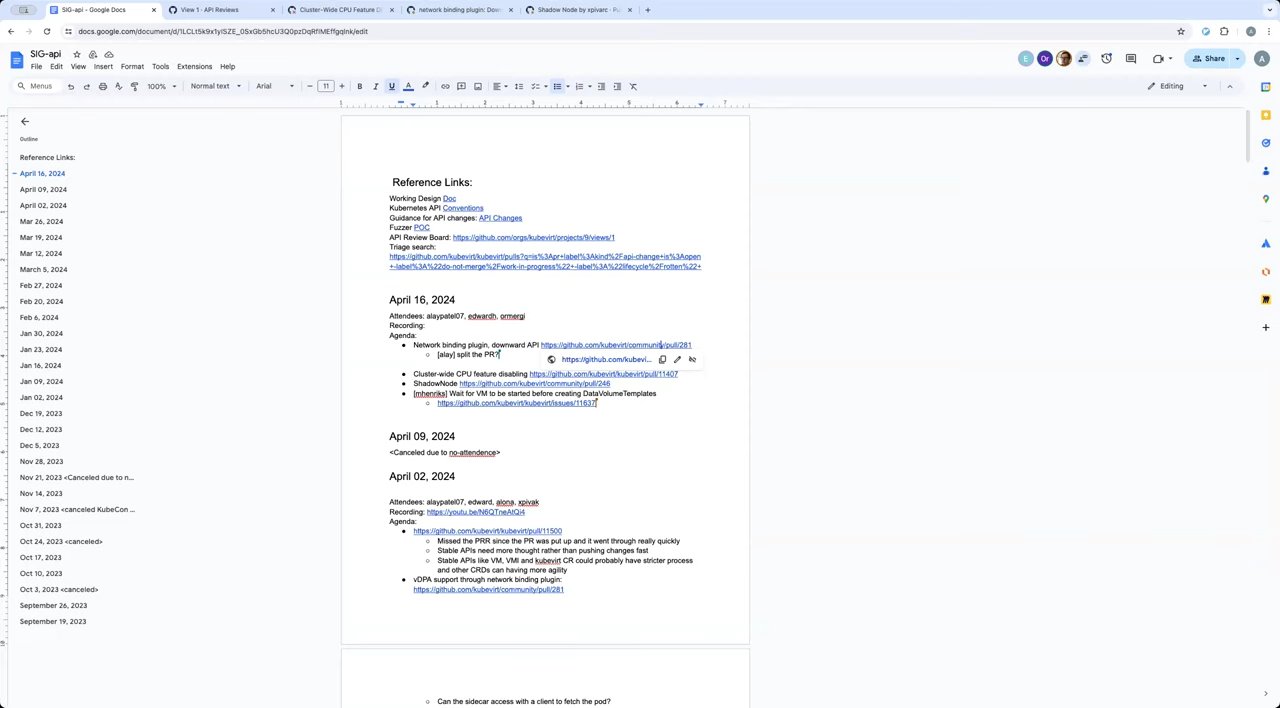 SIG-api - Google Docs
View 1 · API Reviews
Cluster-Wide CPU Feature D
network binding plugin: Dow
Shadow Node by xpivarc · Pu
docs.google.com/document/d/1LCLt5k9x1yISZE_0SxGb5hcU3Q0pzDqRfIMEffgqInk/edit
SIG-api
File Edit View Insert Format Tools Extensions Help
E Or Share A
Menus 100% Normal text Arial 11 B I U A Editing
1 1 2 3 4 5 6 7
Outline
Reference Links:
April 16, 2024
April 09, 2024
April 02, 2024
Mar 26, 2024
Mar 19, 2024
Mar 12, 2024
March 5, 2024
Feb 27, 2024
Feb 20, 2024
Feb 6, 2024
Jan 30, 2024
Jan 23, 2024
Jan 16, 2024
Jan 09, 2024
Jan 02, 2024
Dec 19, 2023
Dec 12, 2023
Dec 5, 2023
Nov 28, 2023
Nov 21, 2023 <Canceled due to n...
Nov 14, 2023
Nov 7, 2023 <canceled KubeCon ...
Oct 31, 2023
Oct 24, 2023 <canceled>
Oct 17, 2023
Oct 10, 2023
Oct 3, 2023 <canceled>
September 26, 2023
September 19, 2023
Reference Links:
Working Design Doc
Kubernetes API Conventions
Guidance for API changes: API Changes
Fuzzer POC
API Review Board: https://github.com/orgs/kubevirt/projects/9/views/1
Triage search:
https://github.com/kubevirt/kubevirt/pulls?q=is%3Apr+label%3Akind%2Fapi-change+is%3Aopen
+-label%3A%22do-not-merge%2Fwork-in-progress%22+-label%3A%22lifecycle%2Frotten%22+
April 16, 2024
Attendees: alaypatel07, edwardh, ormergi
Recording:
Agenda:
● Network binding plugin, downward API https://github.com/kubevirt/community/pull/281
○ [alay] split the PR?
https://github.com/kubevi...
● Cluster-wide CPU feature disabling https://github.com/kubevirt/kubevirt/pull/11407
● ShadowNode https://github.com/kubevirt/community/pull/246
● [mhenriks] Wait for VM to be started before creating DataVolumeTemplates
○ https://github.com/kubevirt/kubevirt/issues/11637
April 09, 2024
<Canceled due to no-attendence>
April 02, 2024
Attendees: alaypatel07, edward, alona, xpivak
Recording: https://youtu.be/N6QTneAtQi4
Agenda:
● https://github.com/kubevirt/kubevirt/pull/11500
○ Missed the PRR since the PR was put up and it went through really quickly
○ Stable APIs need more thought rather than pushing changes fast
○ Stable APIs like VM, VMI and kubevirt CR could probably have stricter process
and other CRDs can having more agility
● vDPA support through network binding plugin:
https://github.com/kubevirt/community/pull/281
○ Can the sidecar access with a client to fetch the pod?